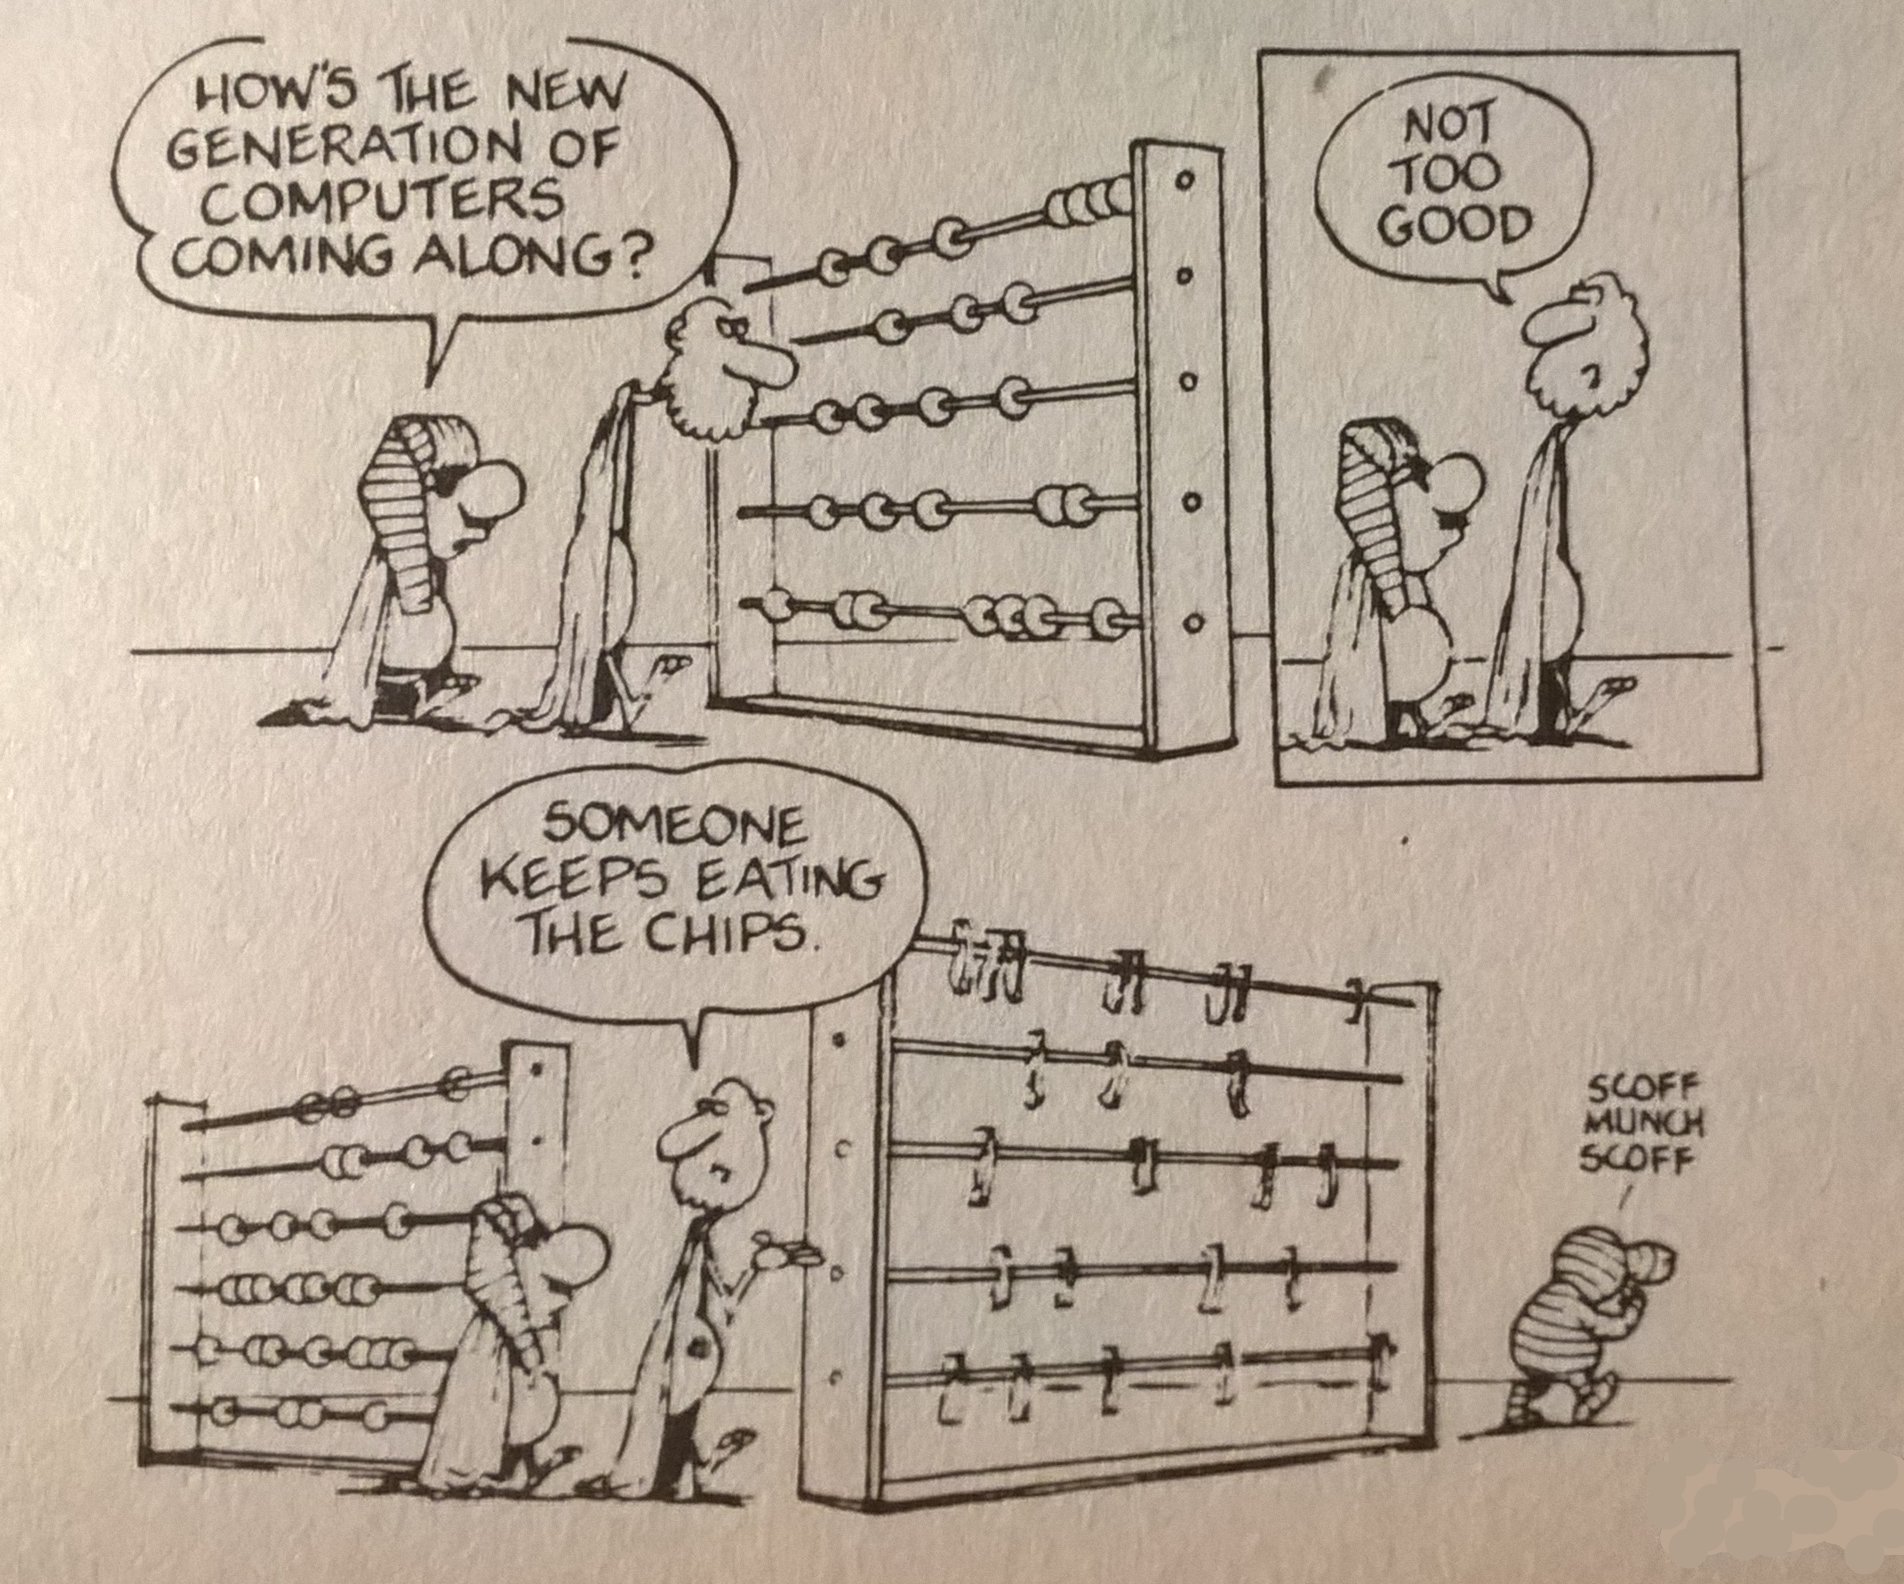 HOW'S THE NEW
GENERATION OF
COMPUTERS
COMING ALONG?
NOT
TOO
GOOD
SOMEONE
KEEPS EATING
THE CHIPS.
SCOFF
MUNCH
SCOFF